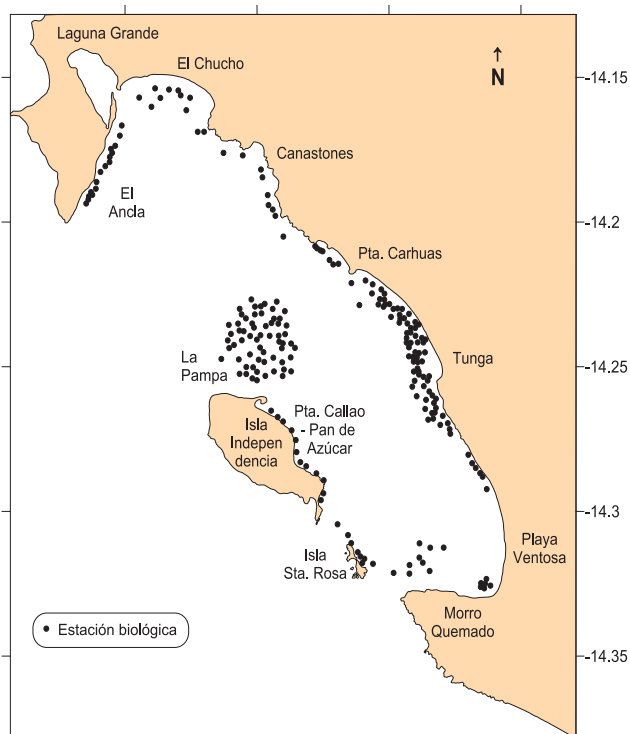 Laguna Grande
El Chucho
↑
N
-14.15
Canastones
El
Ancla
-14.2
Pta. Carhuas
La
Pampa
Tunga
-14.25
Pta. Callao
- Pan de
Azúcar
Isla
Indepen
dencia
-14.3
Isla
Sta. Rosa
Playa
Ventosa
Morro
Quemado
• Estación biológica
-14.35